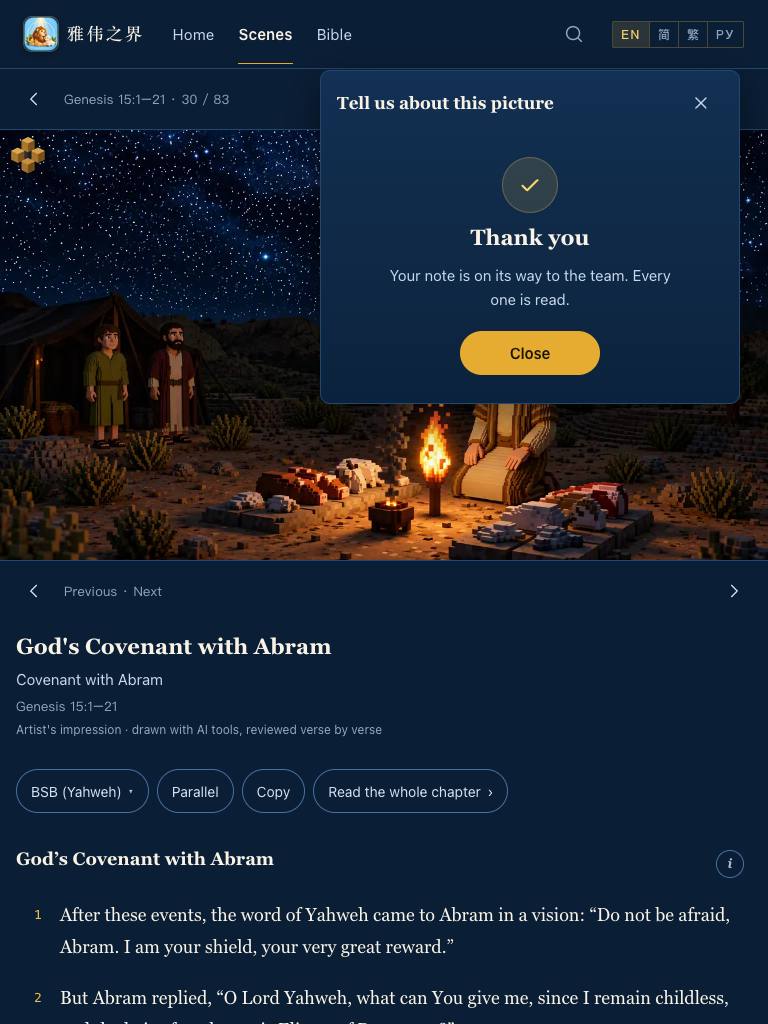 雅伟之界
Home
Scenes
Bible
EN
简
繁
РУ
Genesis 15:1–21 · 30 / 83
Tell us about this picture
Thank you
Your note is on its way to the team. Every
one is read.
Close
Previous · Next
God's Covenant with Abram
Covenant with Abram
Genesis 15:1–21
Artist's impression · drawn with AI tools, reviewed verse by verse
BSB (Yahweh)
Parallel
Copy
Read the whole chapter ›
God’s Covenant with Abram
i
1 After these events, the word of Yahweh came to Abram in a vision: “Do not be afraid,
Abram. I am your shield, your very great reward.”
2 But Abram replied, “O Lord Yahweh, what can You give me, since I remain childless,